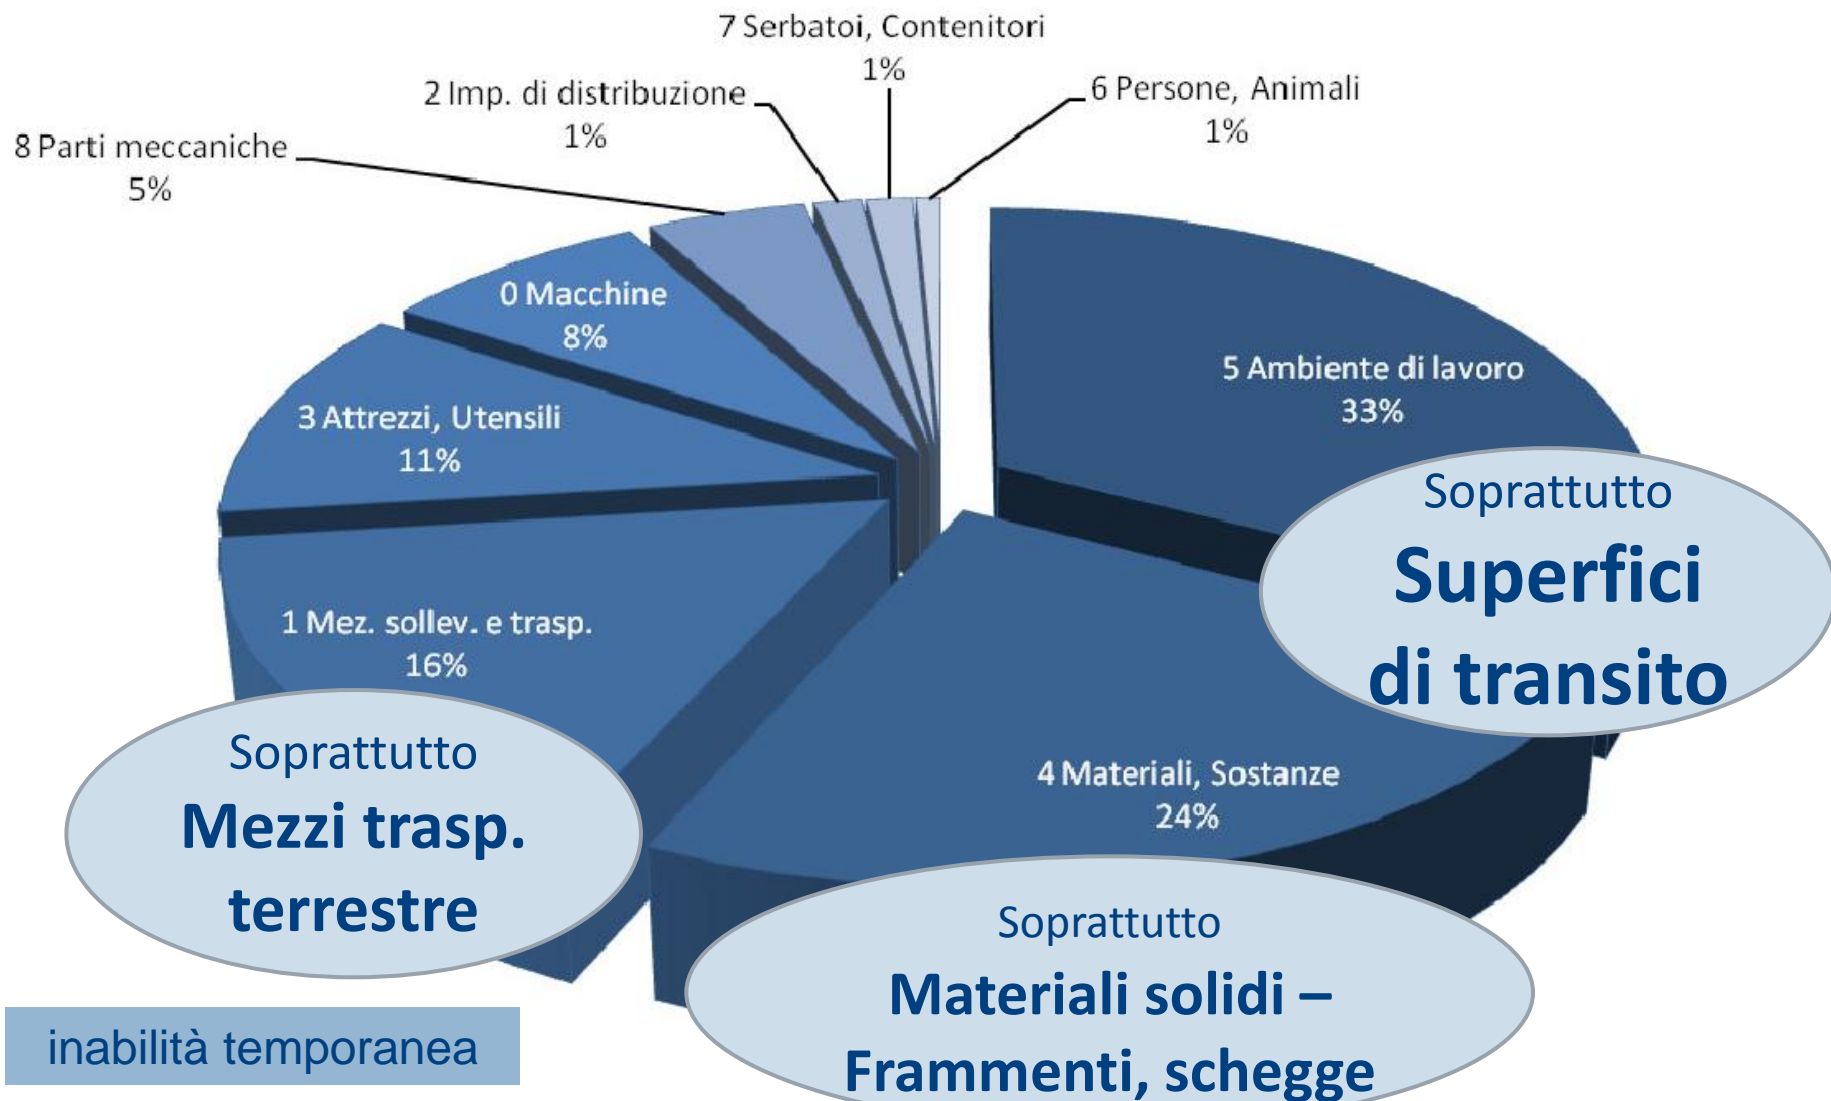 7 Serbatoi, Contenitori
1%
2 Imp. di distribuzione
1%
6 Persone, Animali
1%
8 Parti meccaniche
5%
0 Macchine
8%
5 Ambiente di lavoro
33%
3 Attrezzi, Utensili
11%
Soprattutto
Superfici
di transito
1 Mez. sollev. e trasp.
16%
Soprattutto
Mezzi trasp.
terrestre
4 Materiali, Sostanze
24%
Soprattutto
Materiali solidi –
Frammenti, schegge
inabilità temporanea